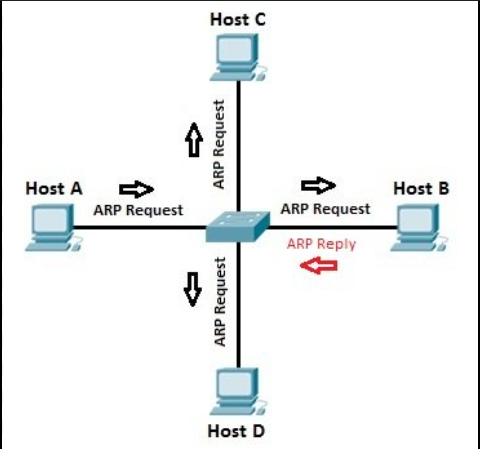 Host C
ARP Request
Host A
ARP Request
ARP Request
Host B
ARP Reply
ARP Request
Host D